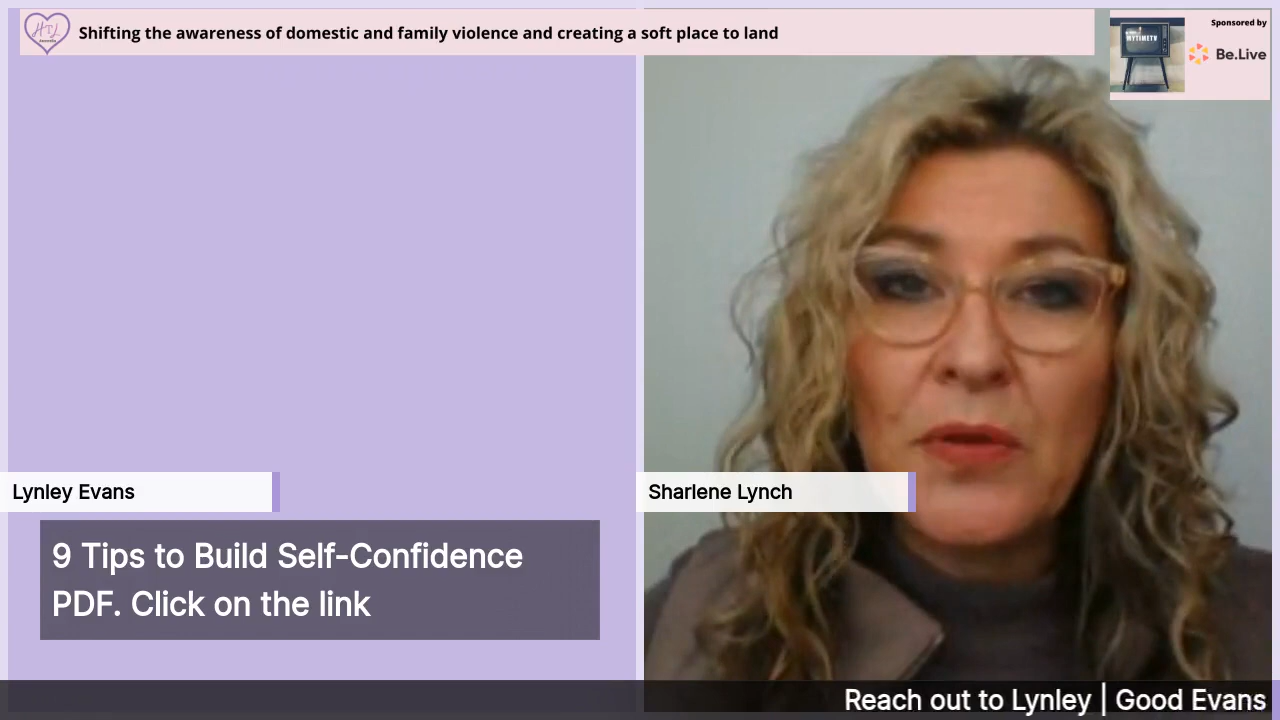 HTL
Shifting the awareness of domestic and family violence and creating a soft place to land
Sponsored by
MYTIMETV
Be.Live
Lynley Evans
Sharlene Lynch
9 Tips to Build Self-Confidence
PDF. Click on the link
Reach out to Lynley | Good Evans